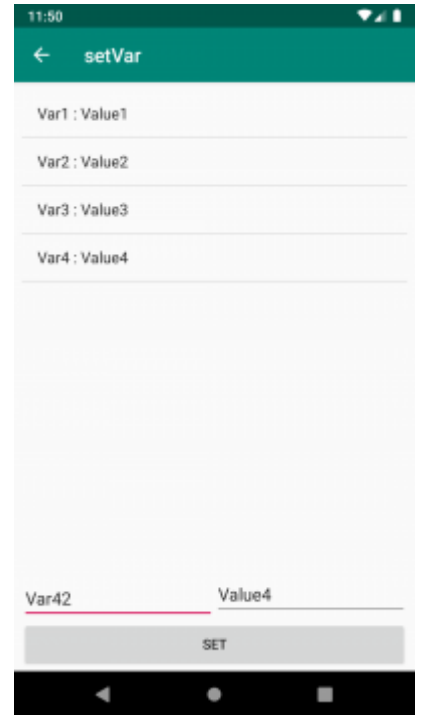 11:50
setVar
Var1 : Value1
Var2 : Value2
Var3 : Value3
Var4 : Value4
Var42 Value4
SET